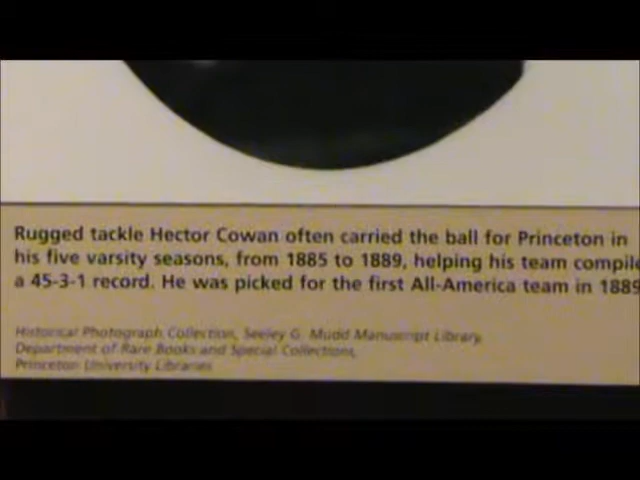 Rugged tackle Hector Cowan often carried the ball for Princeton in
his five varsity seasons, from 1885 to 1889, helping his team compile
a 45-3-1 record. He was picked for the first All-America team in 1889
Historical Photograph Collection, Seeley G. Mudd Manuscript Library
Department of Rare Books and Special Collections,
Princeton University Libraries